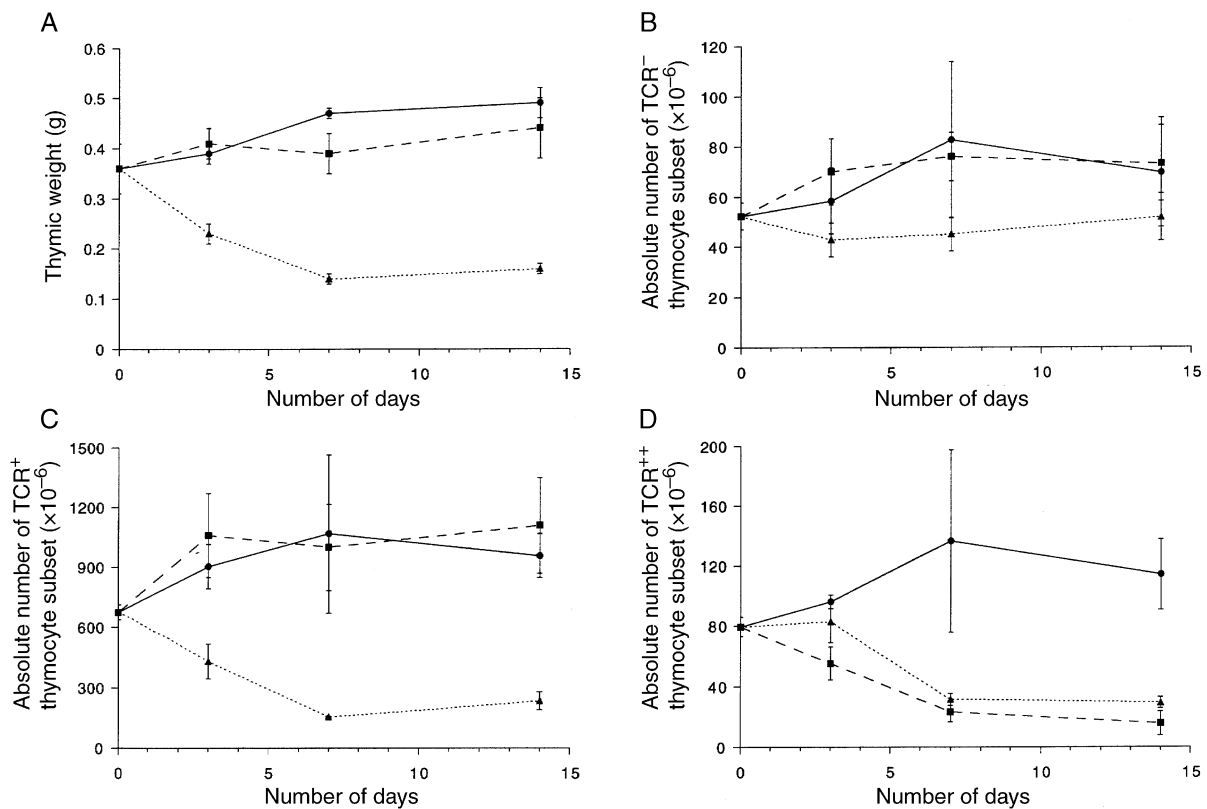 A
Thymic weight (g)
0.6
0.5
0.4
0.3
0.2
0.1
0
0
5
10
15
Number of days
B
Absolute number of TCR⁻
thymocyte subset (×10⁻⁶)
120
100
80
60
40
20
0
0
5
10
15
Number of days
C
Absolute number of TCR⁺
thymocyte subset (×10⁻⁶)
1500
1200
900
600
300
0
0
5
10
15
Number of days
D
Absolute number of TCR⁺⁺
thymocyte subset (×10⁻⁶)
200
160
120
80
40
0
0
5
10
15
Number of days